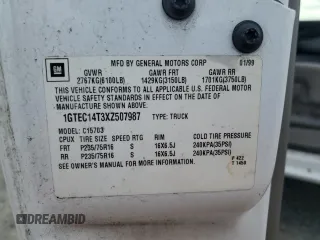 GM
MFD BY GENERAL MOTORS CORP 01/99
GVWR GAWR FRT GAWR RR
2767KG(6100LB) 1429KG(3150LB) 1701KG(3750LB)
THIS VEHICLE CONFORMS TO ALL APPLICABLE U.S. FEDERAL MOTOR
VEHICLE SAFETY STANDARDS IN EFFECT ON THE DATE OF
MANUFACTURE SHOWN ABOVE.
1GTEC14T3XZ507987 TYPE: TRUCK
MODEL: C15703
TIRE SIZE SPEED RTG RIM COLD TIRE PRESSURE
FRT P235/75R16 S 16X6.5J 240KPA(35PSI)
RR P235/75R16 S 16X6.5J 240KPA(35PSI)
SEE OWNER'S MANUAL FOR MORE INFORMATION.
DREAMBID